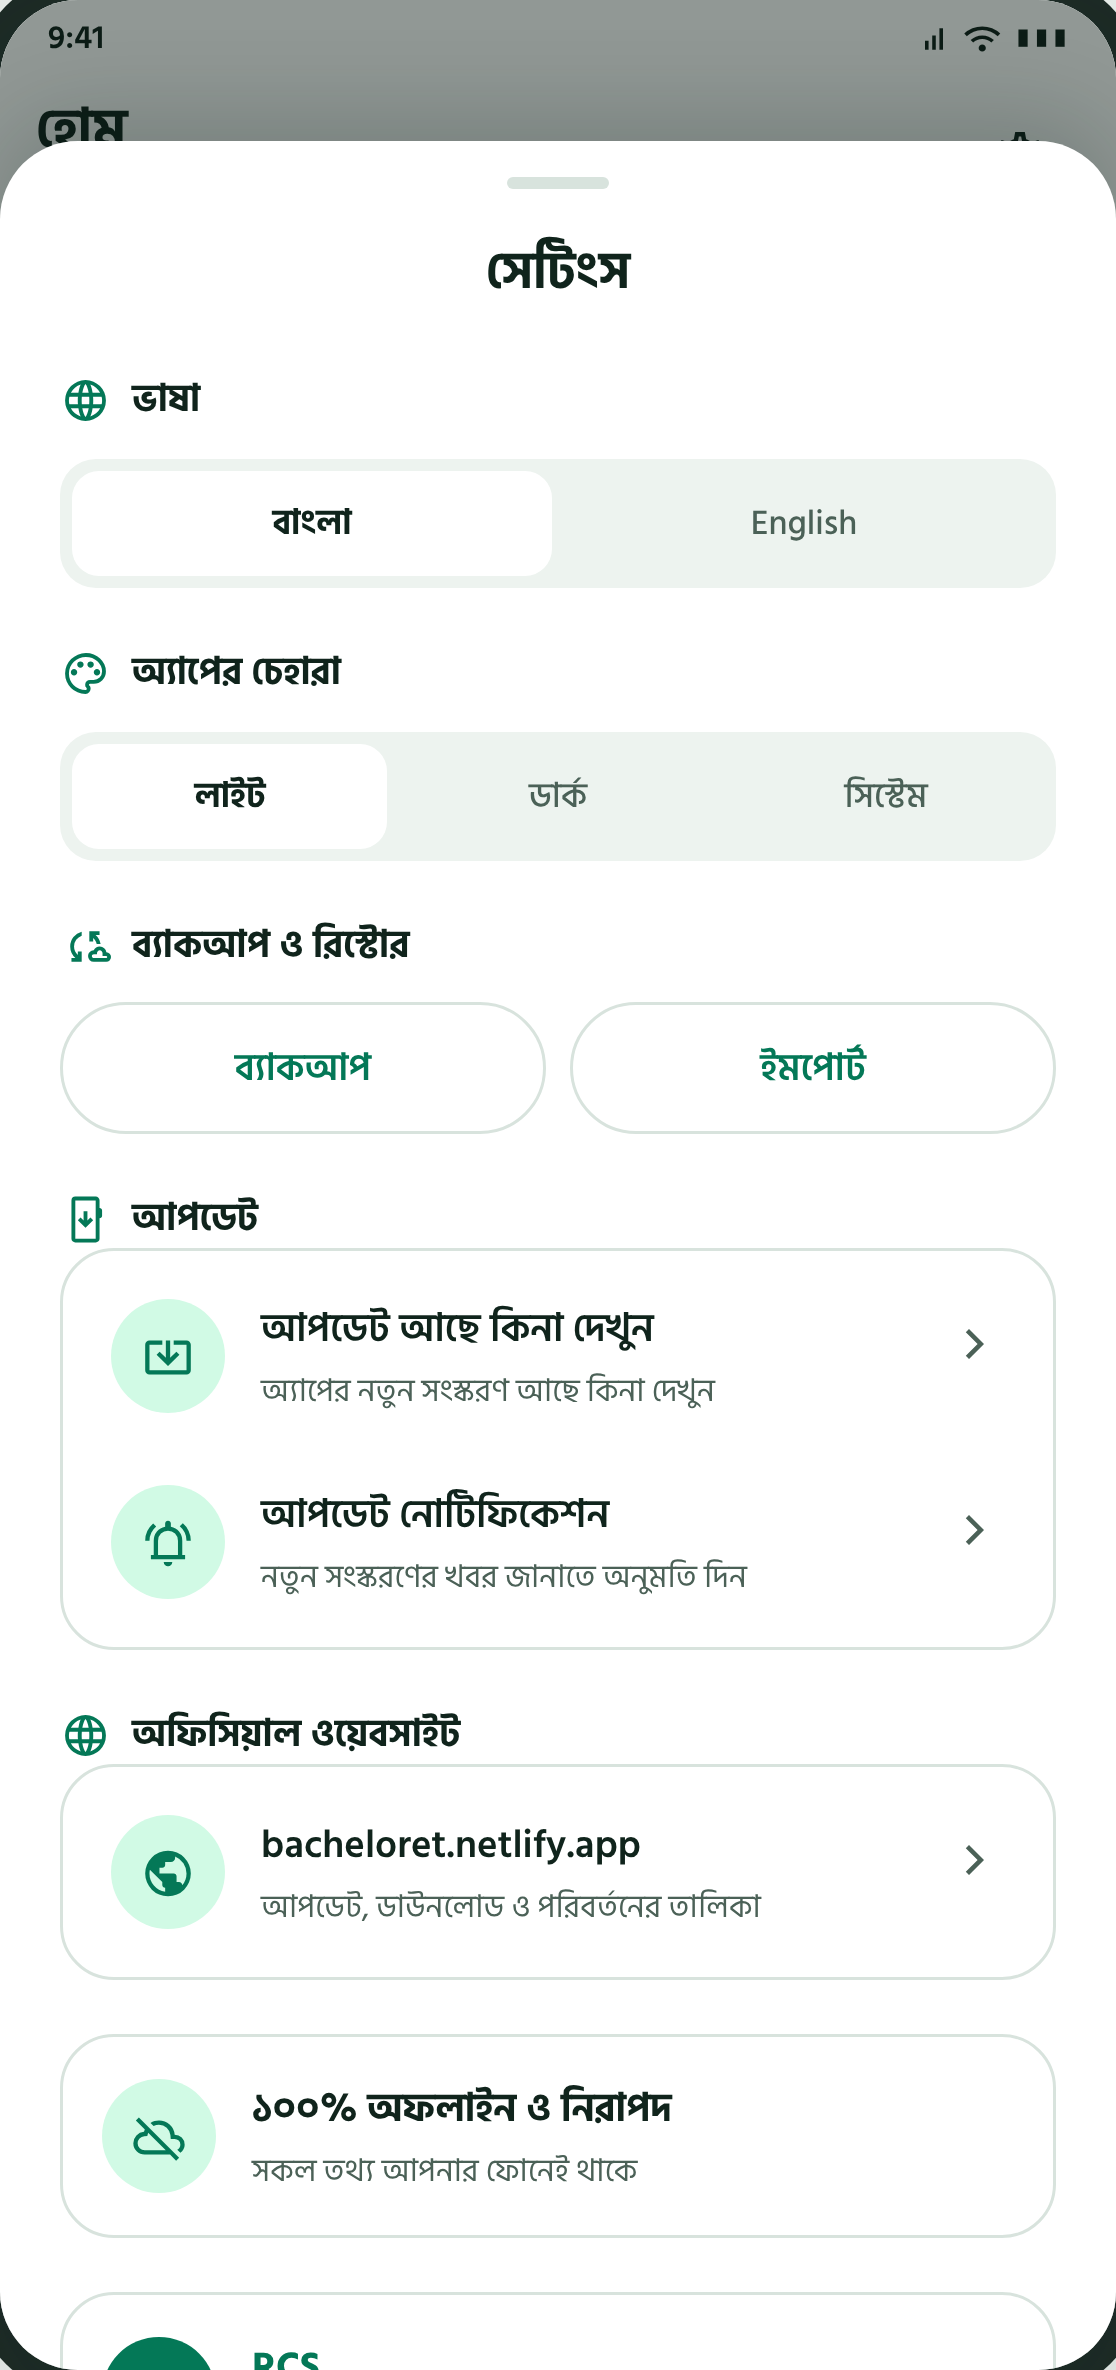 9:41
হোম
সেটিংস
ভাষা
বাংলা
English
অ্যাপের চেহারা
লাইট
ডার্ক
সিস্টেম
ব্যাকআপ ও রিস্টোর
ব্যাকআপ
ইমপোর্ট
আপডেট
আপডেট আছে কিনা দেখুন
অ্যাপের নতুন সংস্করণ আছে কিনা দেখুন
আপডেট নোটিফিকেশন
নতুন সংস্করণের খবর জানাতে অনুমতি দিন
অফিসিয়াল ওয়েবসাইট
bacheloret.netlify.app
আপডেট, ডাউনলোড ও পরিবর্তনের তালিকা
১০০% অফলাইন ও নিরাপদ
সকল তথ্য আপনার ফোনেই থাকে